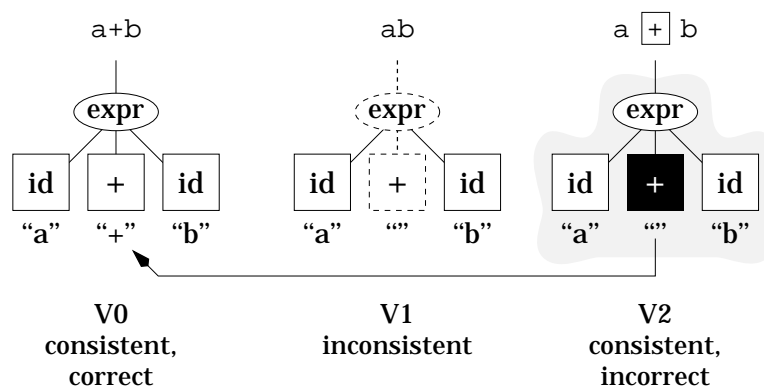 a+b
ab
a + b
expr
expr
expr
id + id
id + id
id + id
“a” “+” “b”
“a” “” “b”
“a” “” “b”
V0
consistent,
correct
V1
inconsistent
V2
consistent,
incorrect